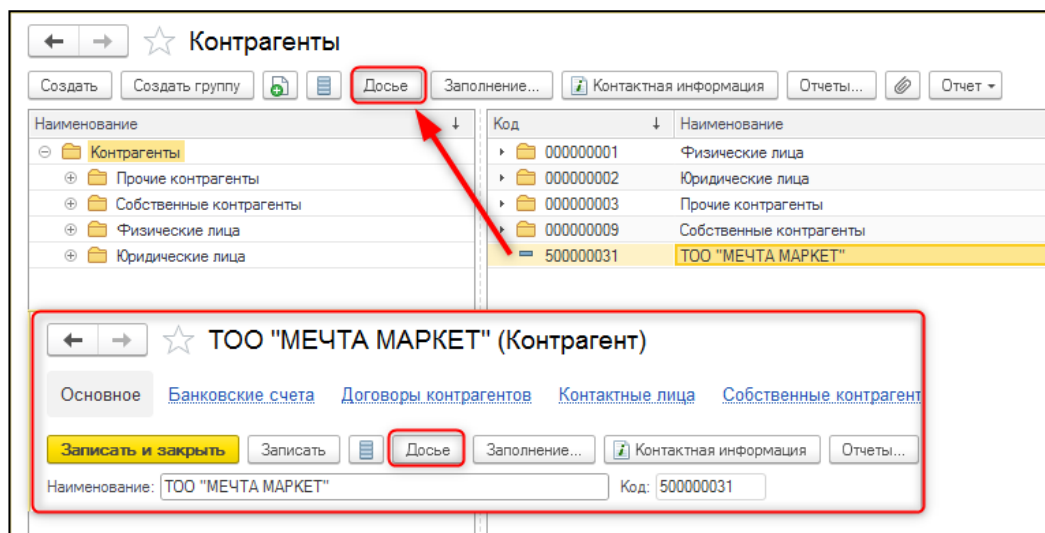 Контрагенты
Создать Создать группу Досье Заполнение... Контактная информация Отчеты... Отчет
Наименование Код Наименование
Контрагенты 000000001 Физические лица
Прочие контрагенты 000000002 Юридические лица
Собственные контрагенты 000000003 Прочие контрагенты
Физические лица 000000009 Собственные контрагенты
Юридические лица 500000031 ТОО "МЕЧТА МАРКЕТ"
ТОО "МЕЧТА МАРКЕТ" (Контрагент)
Основное Банковские счета Договоры контрагентов Контактные лица Собственные контрагент
Записать и закрыть Записать Досье Заполнение... Контактная информация Отчеты...
Наименование: ТОО "МЕЧТА МАРКЕТ" Код: 500000031